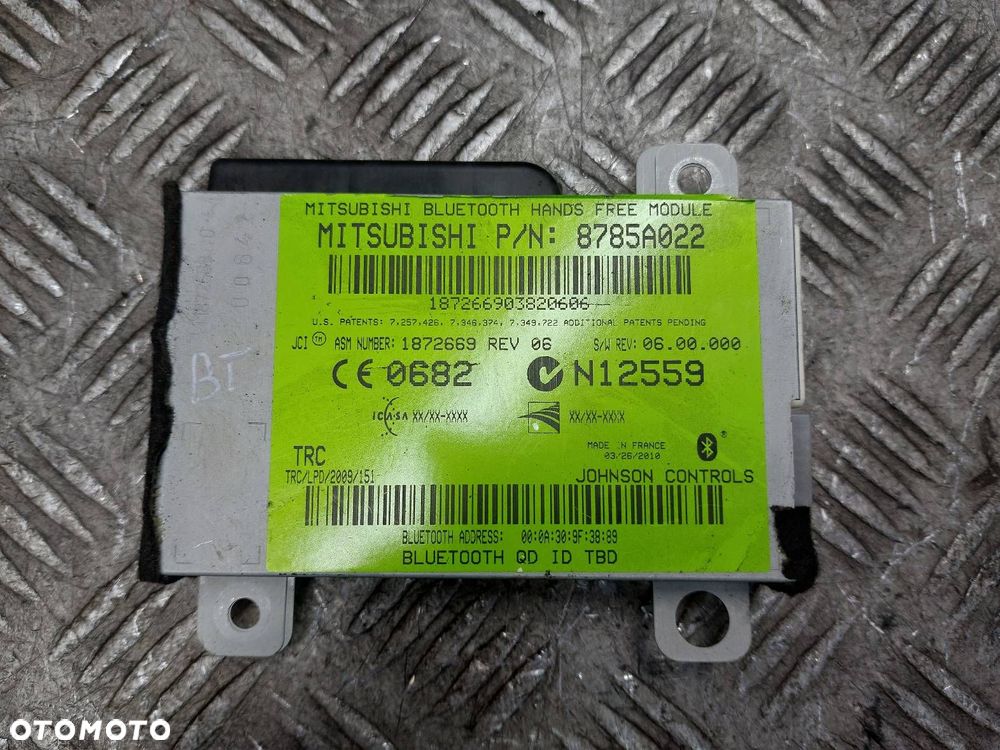 MITSUBISHI BLUETOOTH HANDS FREE MODULE
MITSUBISHI P/N: 8785A022
187266903820606
U.S. PATENTS: 7,257,426, 7,346,374, 7,349,722 ADDITIONAL PATENTS PENDING
JCI TM ASM NUMBER: 1872669 REV 06 S/W REV: 06.00.000
CE 0682 N12559
ICASA XX/XX-XXXX XX/XX-XXXX
MADE IN FRANCE
03/26/2010
TRC
TRC/LPD/2009/151
JOHNSON CONTROLS
BLUETOOTH ADDRESS: 00:0A:30:9F:38:89
BLUETOOTH QD ID TBD
BT
OTOMOTO